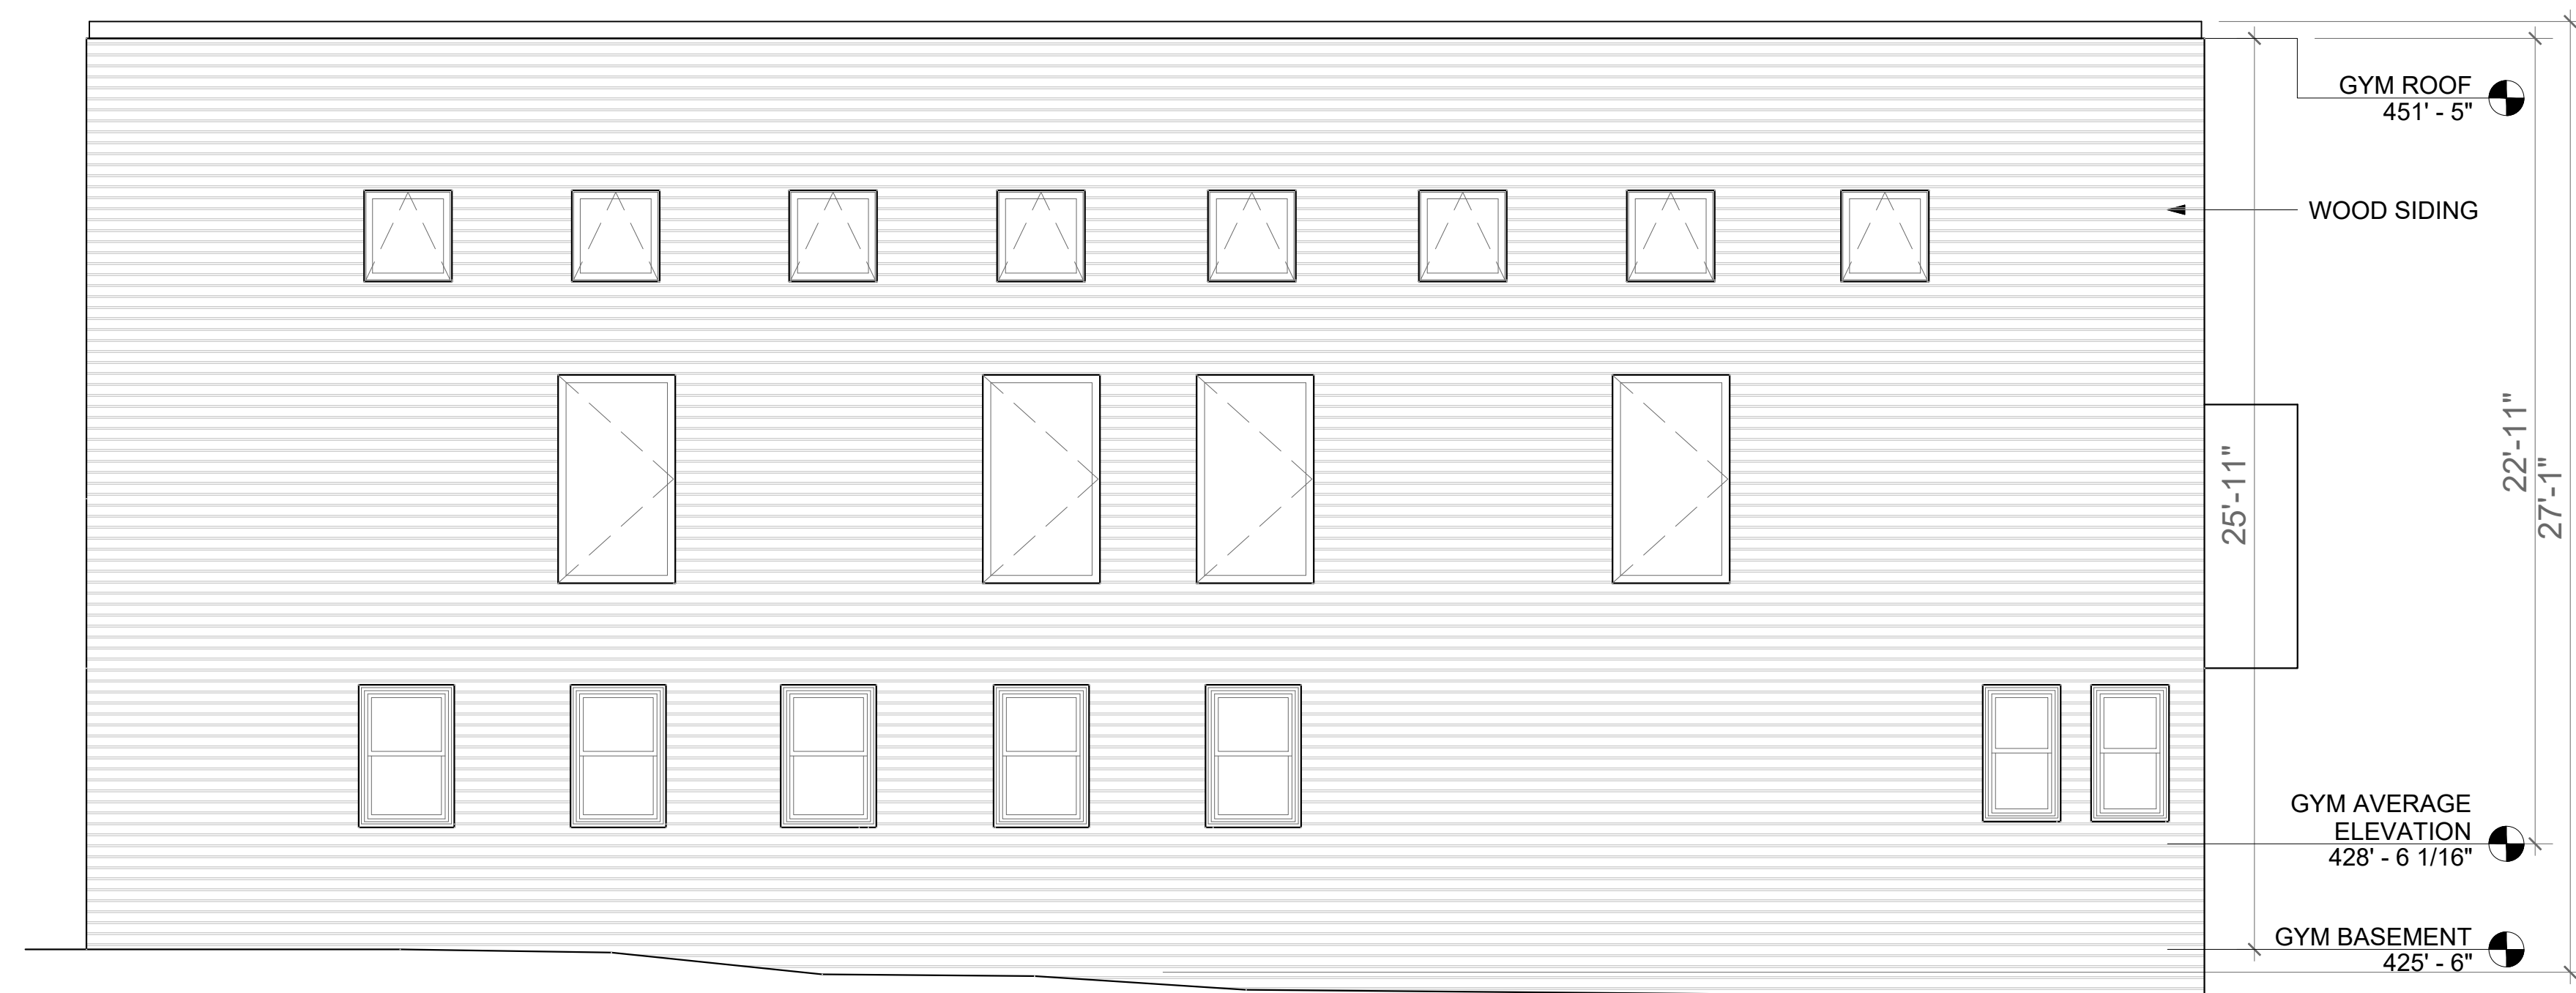 GYM ROOF
451' - 5"
WOOD SIDING
22'-11"
25'-11"
27'-1"
GYM AVERAGE
ELEVATION
428' - 6 1/16"
GYM BASEMENT
425' - 6"